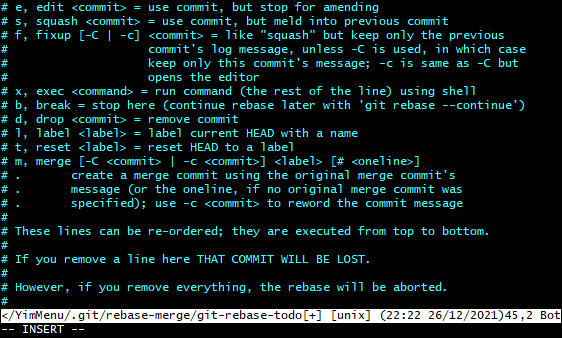 # e, edit <commit> = use commit, but stop for amending
# s, squash <commit> = use commit, but meld into previous commit
# f, fixup [-C | -c] <commit> = like "squash" but keep only the previous
#                    commit's log message, unless -C is used, in which case
#                    keep only this commit's message; -c is same as -C but
#                    opens the editor
# x, exec <command> = run command (the rest of the line) using shell
# b, break = stop here (continue rebase later with 'git rebase --continue')
# d, drop <commit> = remove commit
# l, label <label> = label current HEAD with a name
# t, reset <label> = reset HEAD to a label
# m, merge [-C <commit> | -c <commit>] <label> [# <oneline>]
# .       create a merge commit using the original merge commit's
# .       message (or the oneline, if no original merge commit was
# .       specified); use -c <commit> to reword the commit message
#
# These lines can be re-ordered; they are executed from top to bottom.
#
# If you remove a line here THAT COMMIT WILL BE LOST.
#
# However, if you remove everything, the rebase will be aborted.
#
</YimMenu/.git/rebase-merge/git-rebase-todo[+] [unix] (22:22 26/12/2021)45,2 Bot
-- INSERT --